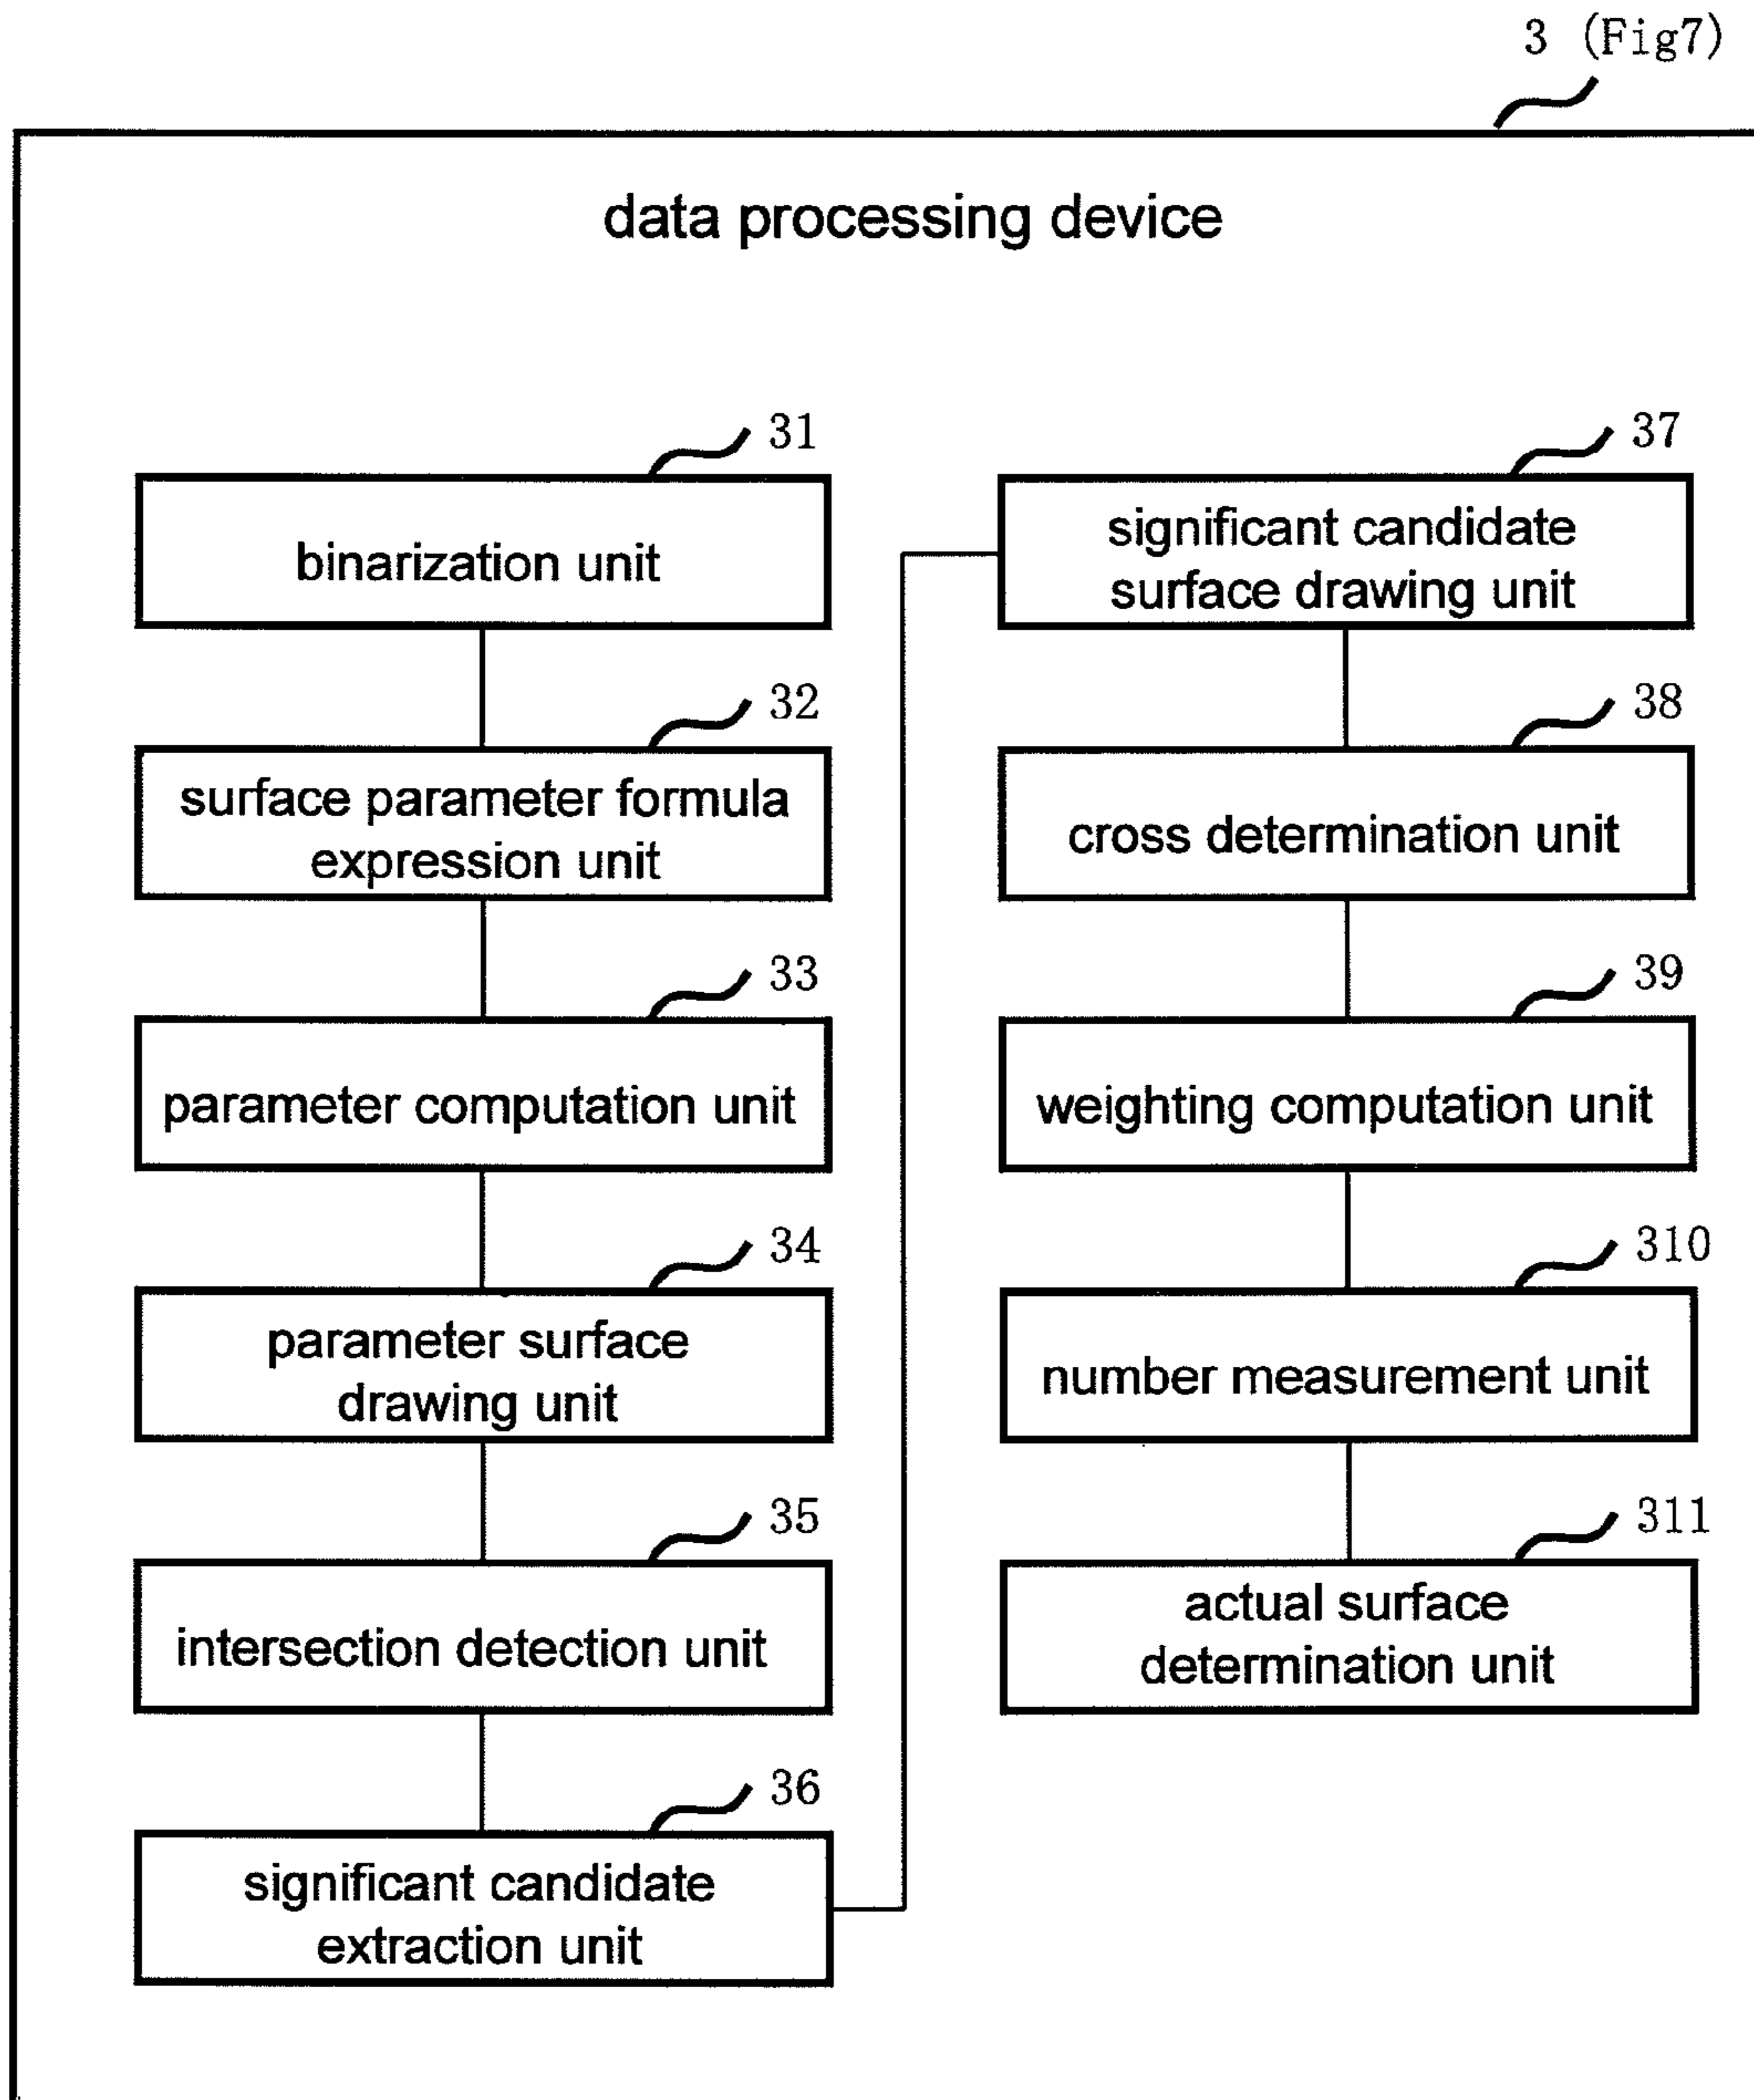 3 (Fig7)
data processing device
31
binarization unit
32
surface parameter formula
expression unit
33
parameter computation unit
34
parameter surface
drawing unit
35
intersection detection unit
36
significant candidate
extraction unit
37
significant candidate
surface drawing unit
38
cross determination unit
39
weighting computation unit
310
number measurement unit
311
actual surface
determination unit